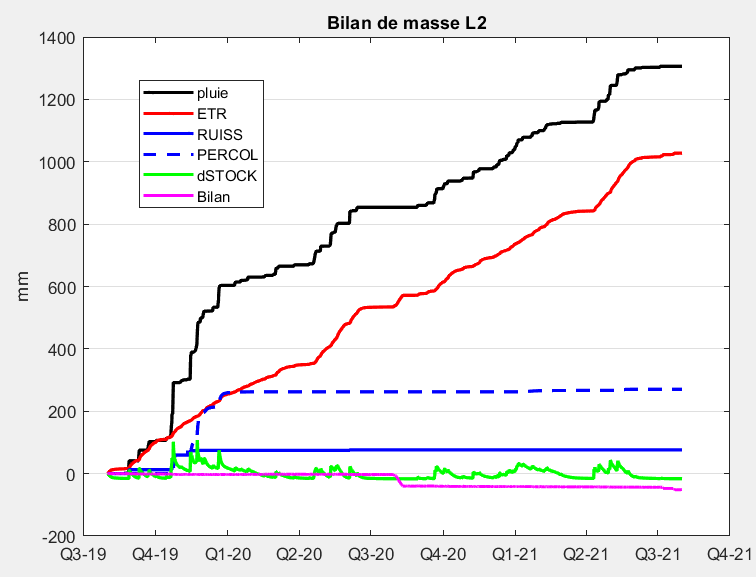 Bilan de masse L2
1400
1200
1000
800
600
400
200
0
-200
mm
pluie
ETR
RUISS
PERCOL
dSTOCK
Bilan
Q3-19 Q4-19 Q1-20 Q2-20 Q3-20 Q4-20 Q1-21 Q2-21 Q3-21 Q4-21